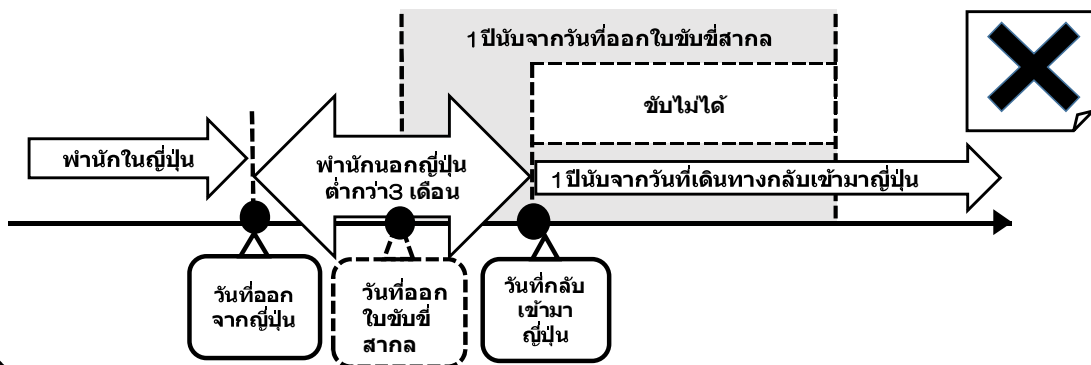 1 ปีนับจากวันที่ออกใบขับขี่สากล
ขับไม่ได้
พำนักในญี่ปุ่น
พำนักนอกญี่ปุ่น
ต่ำกว่า3 เดือน
1 ปีนับจากวันที่เดินทางกลับเข้ามาญี่ปุ่น
วันที่ออก
จากญี่ปุ่น
วันที่ออก
ใบขับขี่
สากล
วันที่กลับ
เข้ามา
ญี่ปุ่น